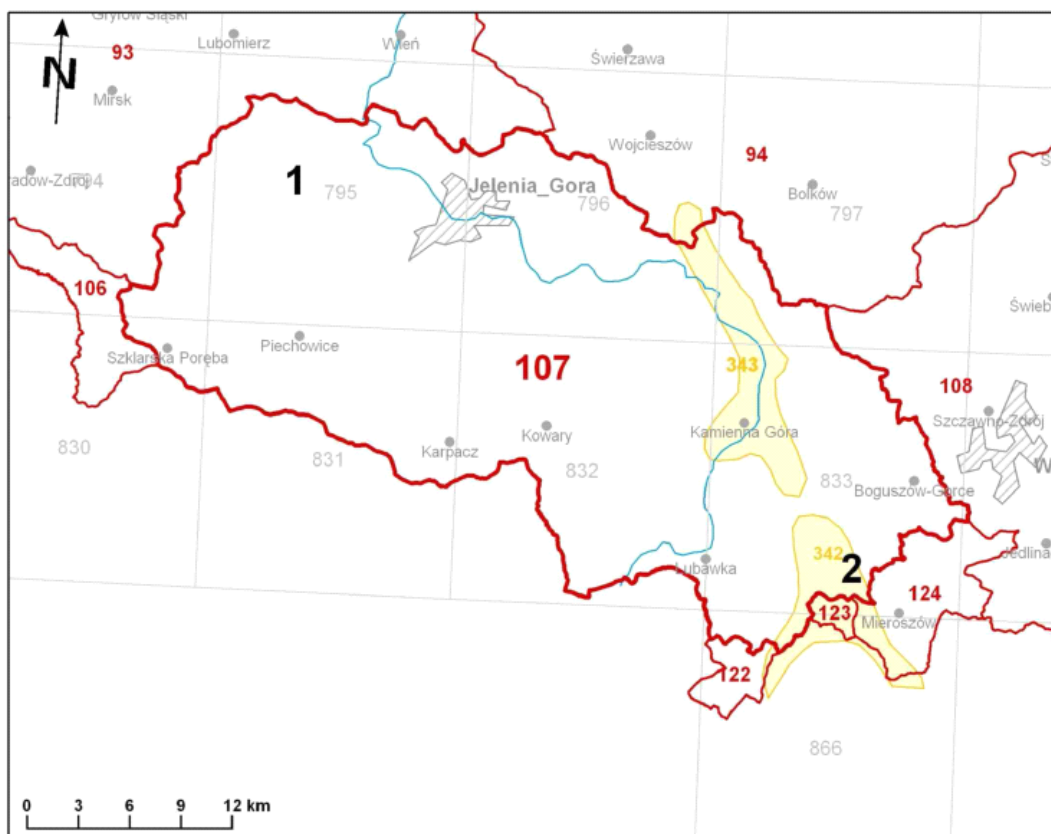 Gryfów Śląski
93
Lubomierz
Wleń
Świerzawa
N
Mirsk
Wojcieszów
94
1
794
795
Jelenia_Gora
796
Bolków
797
106
Szklarska Poręba
Piechowice
107
343
108
Szczawno-Zdrój
Kamienna Góra
Kowary
Karpacz
830
831
832
833
Boguszów-Gorce
342
2
Lubawka
123
124
Mieroszów
122
866
0 3 6 9 12 km